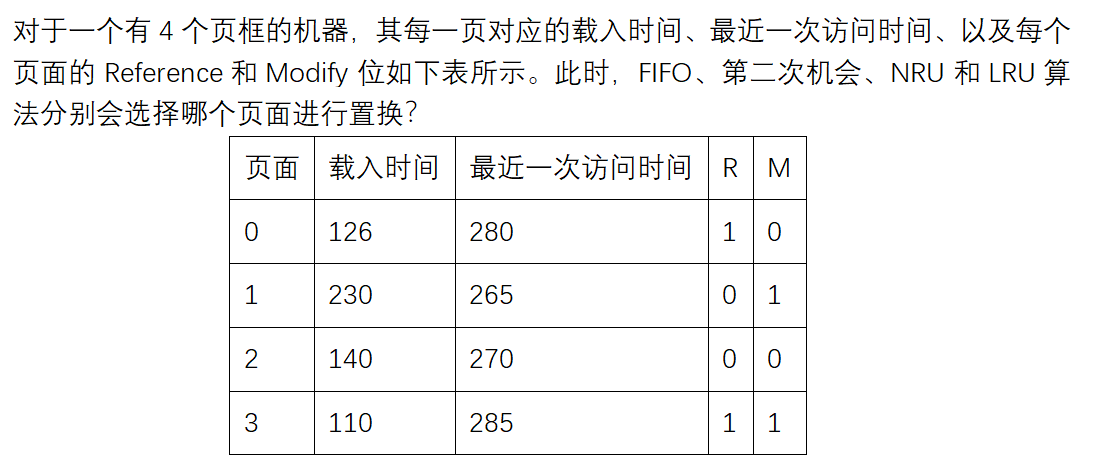 对于一个有 4 个页框的机器，其每一页对应的载入时间、最近一次访问时间、以及每个
页面的 Reference 和 Modify 位如下表所示。此时，FIFO、第二次机会、NRU 和 LRU 算
法分别会选择哪个页面进行置换？
页面 载入时间 最近一次访问时间 R M
0 126 280 1 0
1 230 265 0 1
2 140 270 0 0
3 110 285 1 1